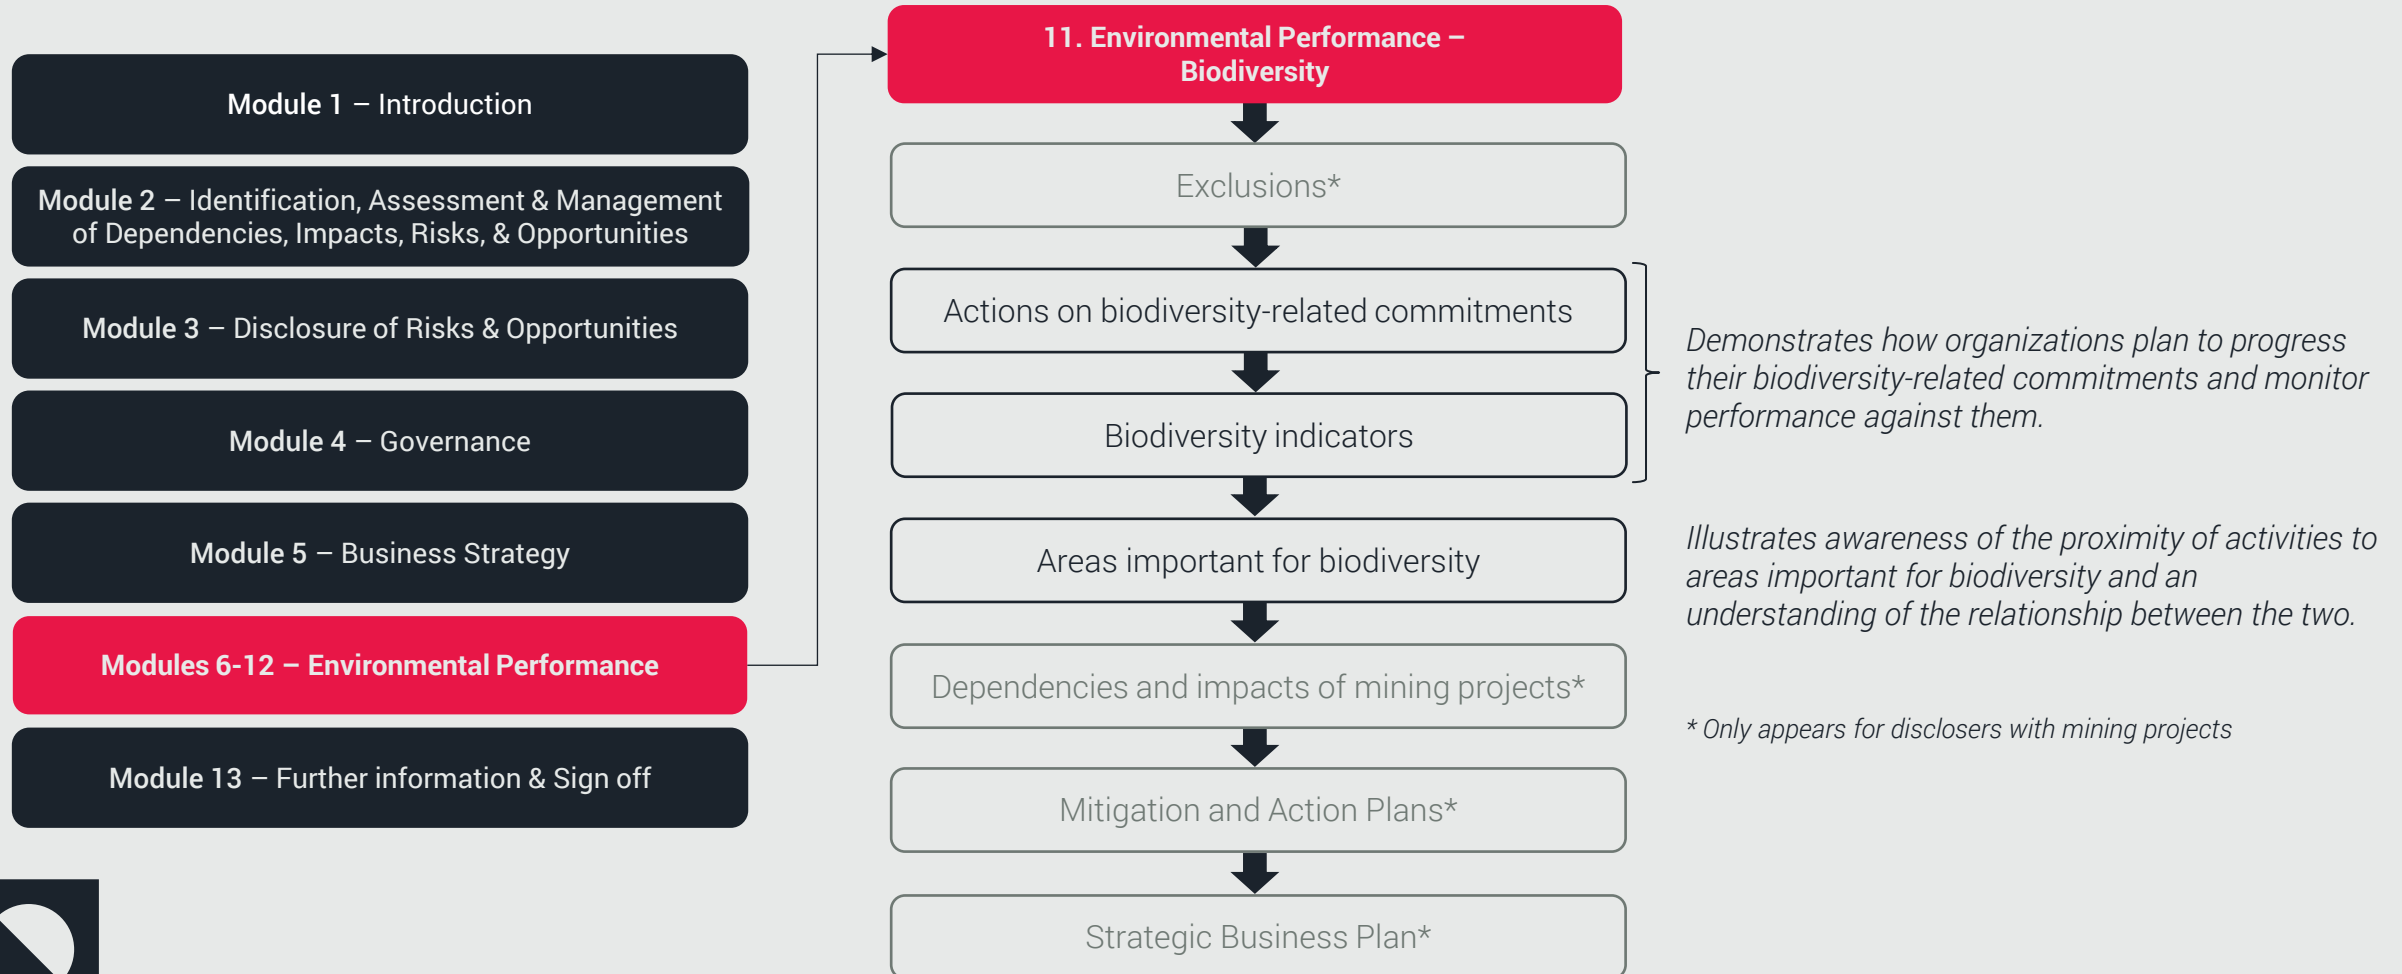 Module 1 – Introduction
Module 2 – Identification, Assessment & Management
of Dependencies, Impacts, Risks, & Opportunities
Module 3 – Disclosure of Risks & Opportunities
Module 4 – Governance
Module 5 – Business Strategy
Modules 6-12 – Environmental Performance
Module 13 – Further information & Sign off
11. Environmental Performance –
Biodiversity
Exclusions*
Actions on biodiversity-related commitments
Biodiversity indicators
Areas important for biodiversity
Dependencies and impacts of mining projects*
Mitigation and Action Plans*
Strategic Business Plan*
Demonstrates how organizations plan to progress
their biodiversity-related commitments and monitor
performance against them.
Illustrates awareness of the proximity of activities to
areas important for biodiversity and an
understanding of the relationship between the two.
* Only appears for disclosers with mining projects